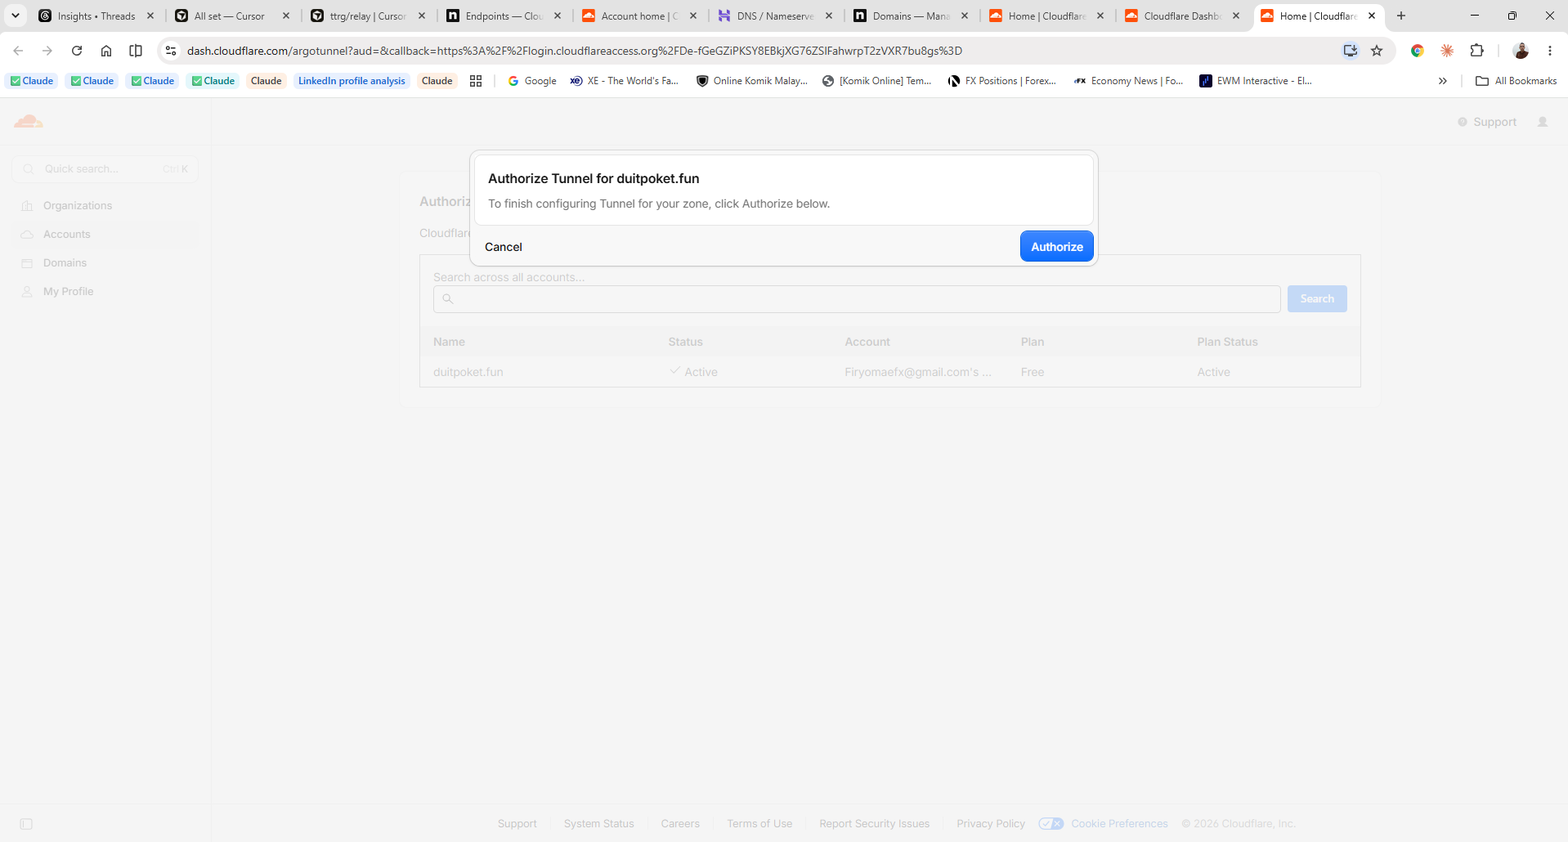 Insights • Threads
All set — Cursor
ttrg/relay | Cursor
Endpoints — Clou
Account home | C
DNS / Nameserve
Domains — Mana
Home | Cloudflare
Cloudflare Dashbo
Home | Cloudflare
dash.cloudflare.com/argotunnel?aud=&callback=https%3A%2F%2Flogin.cloudflareaccess.org%2FDe-fGeGZiPKSY8EBkjXG76ZSlFahwrpT2zVXR7bu8gs%3D
✅ Claude
✅ Claude
✅ Claude
✅ Claude
Claude
LinkedIn profile analysis
Claude
Google
XE - The World's Fa...
Online Komik Malay...
[Komik Online] Tem...
FX Positions | Forex...
Economy News | Fo...
EWM Interactive - El...
All Bookmarks
Support
Quick search...
Ctrl K
Organizations
Accounts
Domains
My Profile
Authorize Tunnel for duitpoket.fun
To finish configuring Tunnel for your zone, click Authorize below.
Cancel
Authorize
Authoriz
Cloudflare
Search across all accounts...
Search
Name Status Account Plan Plan Status
duitpoket.fun Active Firyomaefx@gmail.com's ... Free Active
Support System Status Careers Terms of Use Report Security Issues Privacy Policy Cookie Preferences © 2026 Cloudflare, Inc.